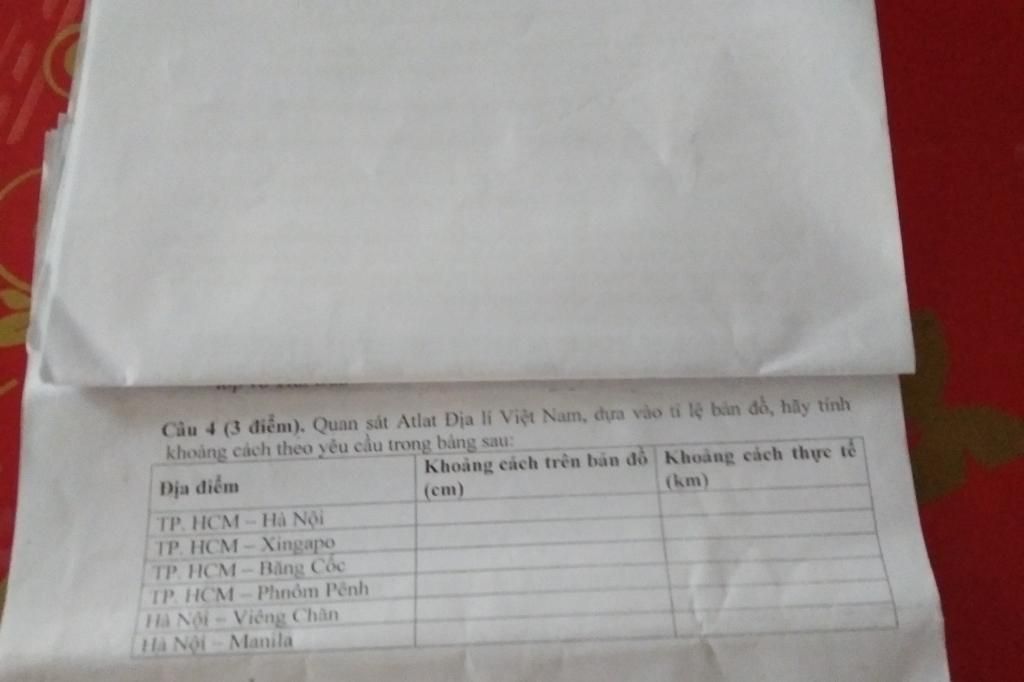 Câu 4 (3 điểm). Quan sát Atlat Địa lí Việt Nam, dựa vào tỉ lệ bản đồ, hãy tính
khoảng cách theo yêu cầu trong bảng sau:
Địa điểm
Khoảng cách trên bản đồ
(cm)
Khoảng cách thực tế
(km)
TP. HCM – Hà Nội
TP. HCM – Xingapo
TP. HCM – Băng Cốc
TP. HCM – Phnôm Pênh
Hà Nội – Viêng Chăn
Hà Nội – Manila